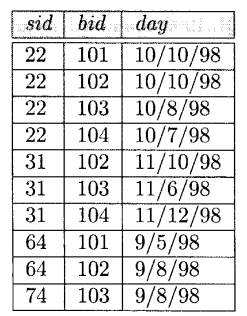 sid bid day
22 101 10/10/98
22 102 10/10/98
22 103 10/8/98
22 104 10/7/98
31 102 11/10/98
31 103 11/6/98
31 104 11/12/98
64 101 9/5/98
64 102 9/8/98
74 103 9/8/98